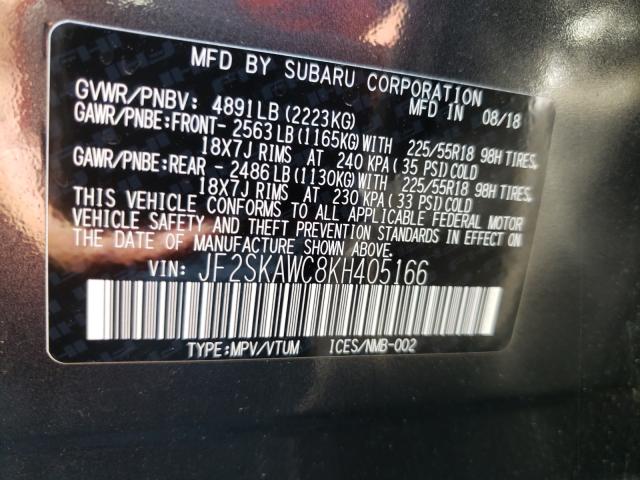 MFD BY SUBARU CORPORATION
GVWR/PNBV: 4891LB (2223KG) MFD IN 08/18
GAWR/PNBE:FRONT- 2563LB (1165KG) WITH 225/55R18 98H TIRES,
18X7J RIMS AT 240 KPA ( 35 PSI) COLD
GAWR/PNBE:REAR - 2486LB (1130KG) WITH 225/55R18 98H TIRES,
18X7J RIMS AT 230 KPA ( 33 PSI) COLD
THIS VEHICLE CONFORMS TO ALL APPLICABLE FEDERAL MOTOR
VEHICLE SAFETY AND THEFT PREVENTION STANDARDS IN EFFECT ON
THE DATE OF MANUFACTURE SHOWN ABOVE.
VIN: JF2SKAWC8KH405166
TYPE:MPV/VTUM ICES/NMB-002